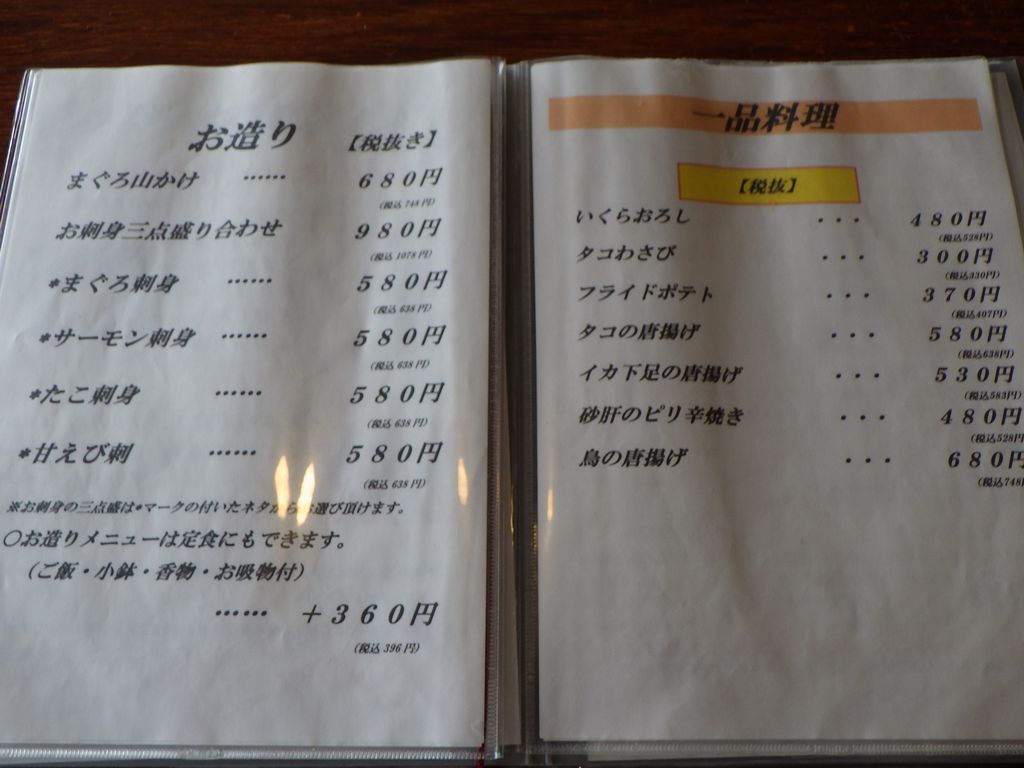 お造り 【税抜き】
まぐろ山かけ …… 680円
(税込 748円)
お刺身三点盛り合わせ 980円
(税込 1078円)
*まぐろ刺身 …… 580円
(税込 638円)
*サーモン刺身 …… 580円
(税込 638円)
*たこ刺身 …… 580円
(税込 638円)
*甘えび刺 …… 580円
(税込 638円)
※お刺身の三点盛は*マークの付いたネタから 選び頂けます。
〇お造りメニューは定食にもできます。
(ご飯・小鉢・香物・お吸物付)
…… +360円
(税込 396円)
一品料理
【税抜】
いくらおろし ・・・ 480円
(税込528円)
タコわさび ・・・ 300円
(税込330円)
フライドポテト ・・・ 370円
(税込407円)
タコの唐揚げ ・・・ 580円
(税込638円)
イカ下足の唐揚げ ・・・ 530円
(税込583円)
砂肝のピリ辛焼き ・・・ 480円
(税込528円
鳥の唐揚げ ・・・ 680円
(税込748